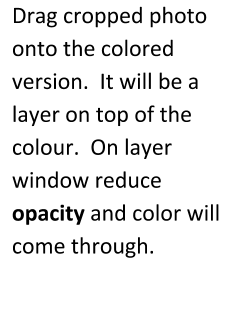 Drag cropped photo
onto the colored
version.  It will be a
layer on top of the
colour.  On layer
window reduce
opacity and color will
come through.